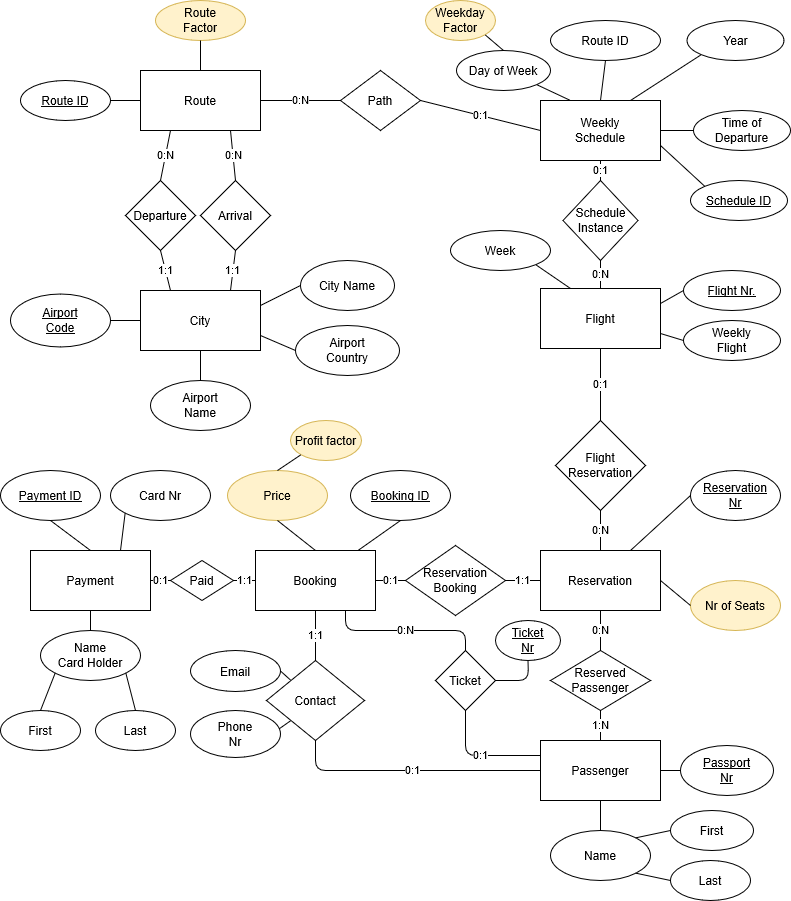 Route
Factor
Weekday
Factor
Route ID
Year
Day of Week
Route ID
Route
0:N
Path
0:1
Weekly
Schedule
Time of
Departure
0:N
0:N
0:1
Schedule ID
Departure
Arrival
Schedule
Instance
1:1
1:1
Week
0:N
City Name
Flight Nr.
Airport
Code
City
Flight
Airport
Country
Weekly
Flight
0:1
Airport
Name
Profit factor
Flight
Reservation
Payment ID
Card Nr
Price
Booking ID
Reservation
Nr
0:N
Payment
0:1
Paid
1:1
Booking
0:1
Reservation
Booking
1:1
Reservation
Nr of Seats
1:1
0:N
Ticket
Nr
0:N
Name
Card Holder
Email
Contact
Ticket
Reserved
Passenger
First
Last
Phone
Nr
1:N
0:1
0:1
Passenger
Passport
Nr
First
Name
Last